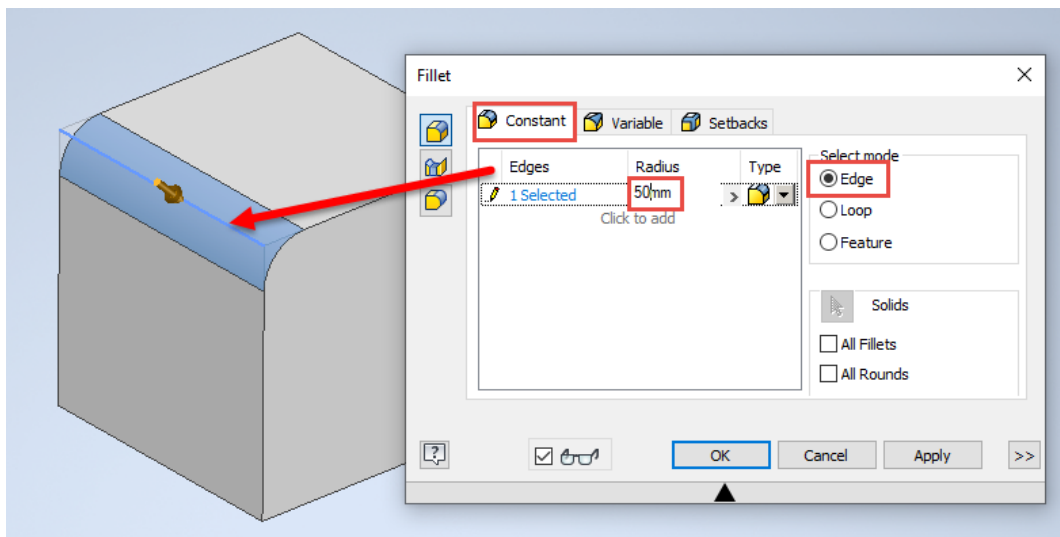 Fillet
Constant Variable Setbacks
Edges Radius Type
1 Selected 50mm >
Click to add
Select mode
Edge
Loop
Feature
Solids
All Fillets
All Rounds
? OK Cancel Apply >>